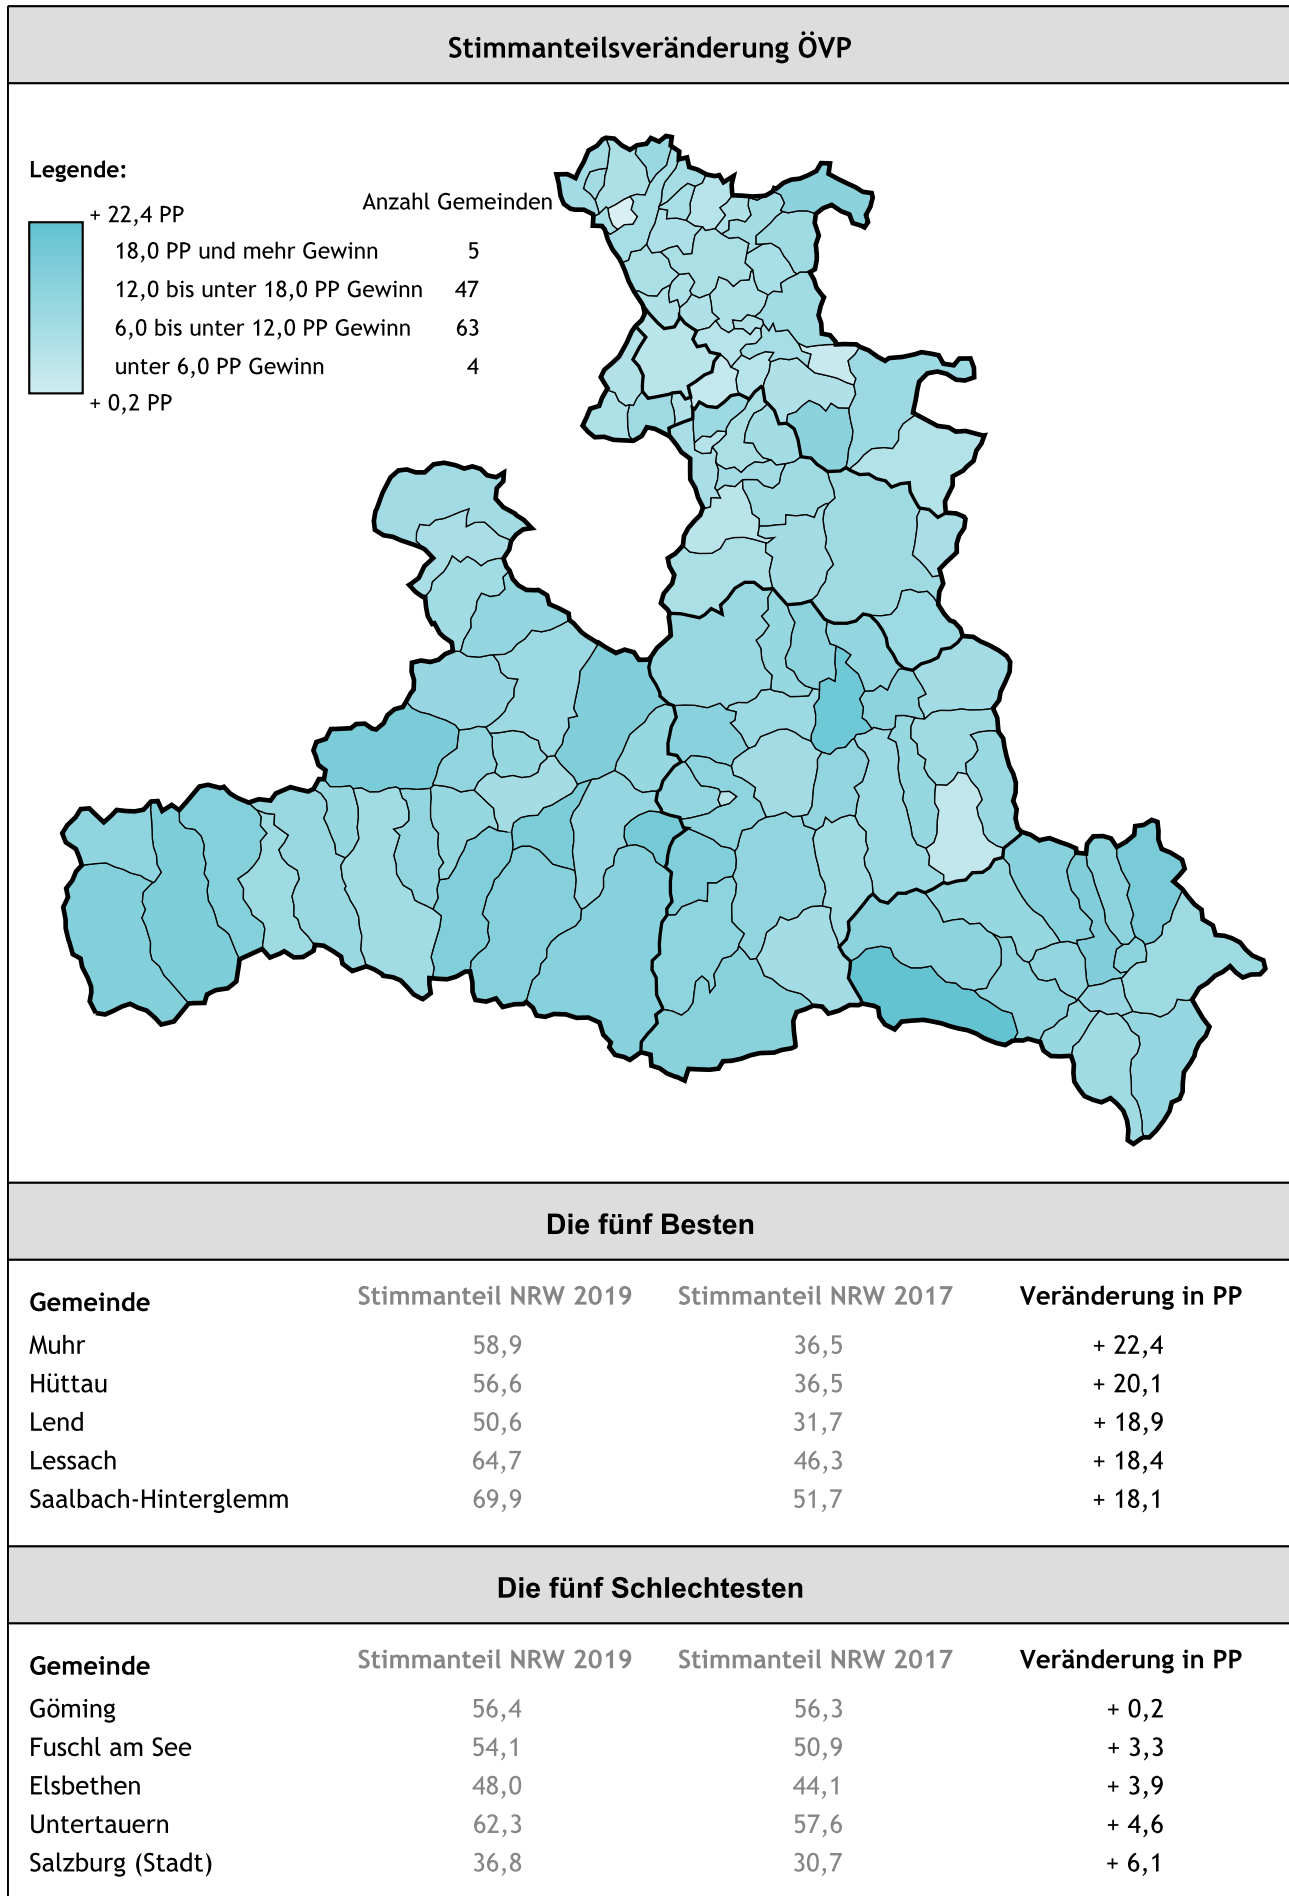 Stimmanteilsveränderung ÖVP
Legende:
Anzahl Gemeinden
+ 22,4 PP
18,0 PP und mehr Gewinn 5
12,0 bis unter 18,0 PP Gewinn 47
6,0 bis unter 12,0 PP Gewinn 63
unter 6,0 PP Gewinn 4
+ 0,2 PP
Die fünf Besten
Gemeinde Stimmanteil NRW 2019 Stimmanteil NRW 2017 Veränderung in PP
Muhr 58,9 36,5 + 22,4
Hüttau 56,6 36,5 + 20,1
Lend 50,6 31,7 + 18,9
Lessach 64,7 46,3 + 18,4
Saalbach-Hinterglemm 69,9 51,7 + 18,1
Die fünf Schlechtesten
Gemeinde Stimmanteil NRW 2019 Stimmanteil NRW 2017 Veränderung in PP
Göming 56,4 56,3 + 0,2
Fuschl am See 54,1 50,9 + 3,3
Elsbethen 48,0 44,1 + 3,9
Untertauern 62,3 57,6 + 4,6
Salzburg (Stadt) 36,8 30,7 + 6,1